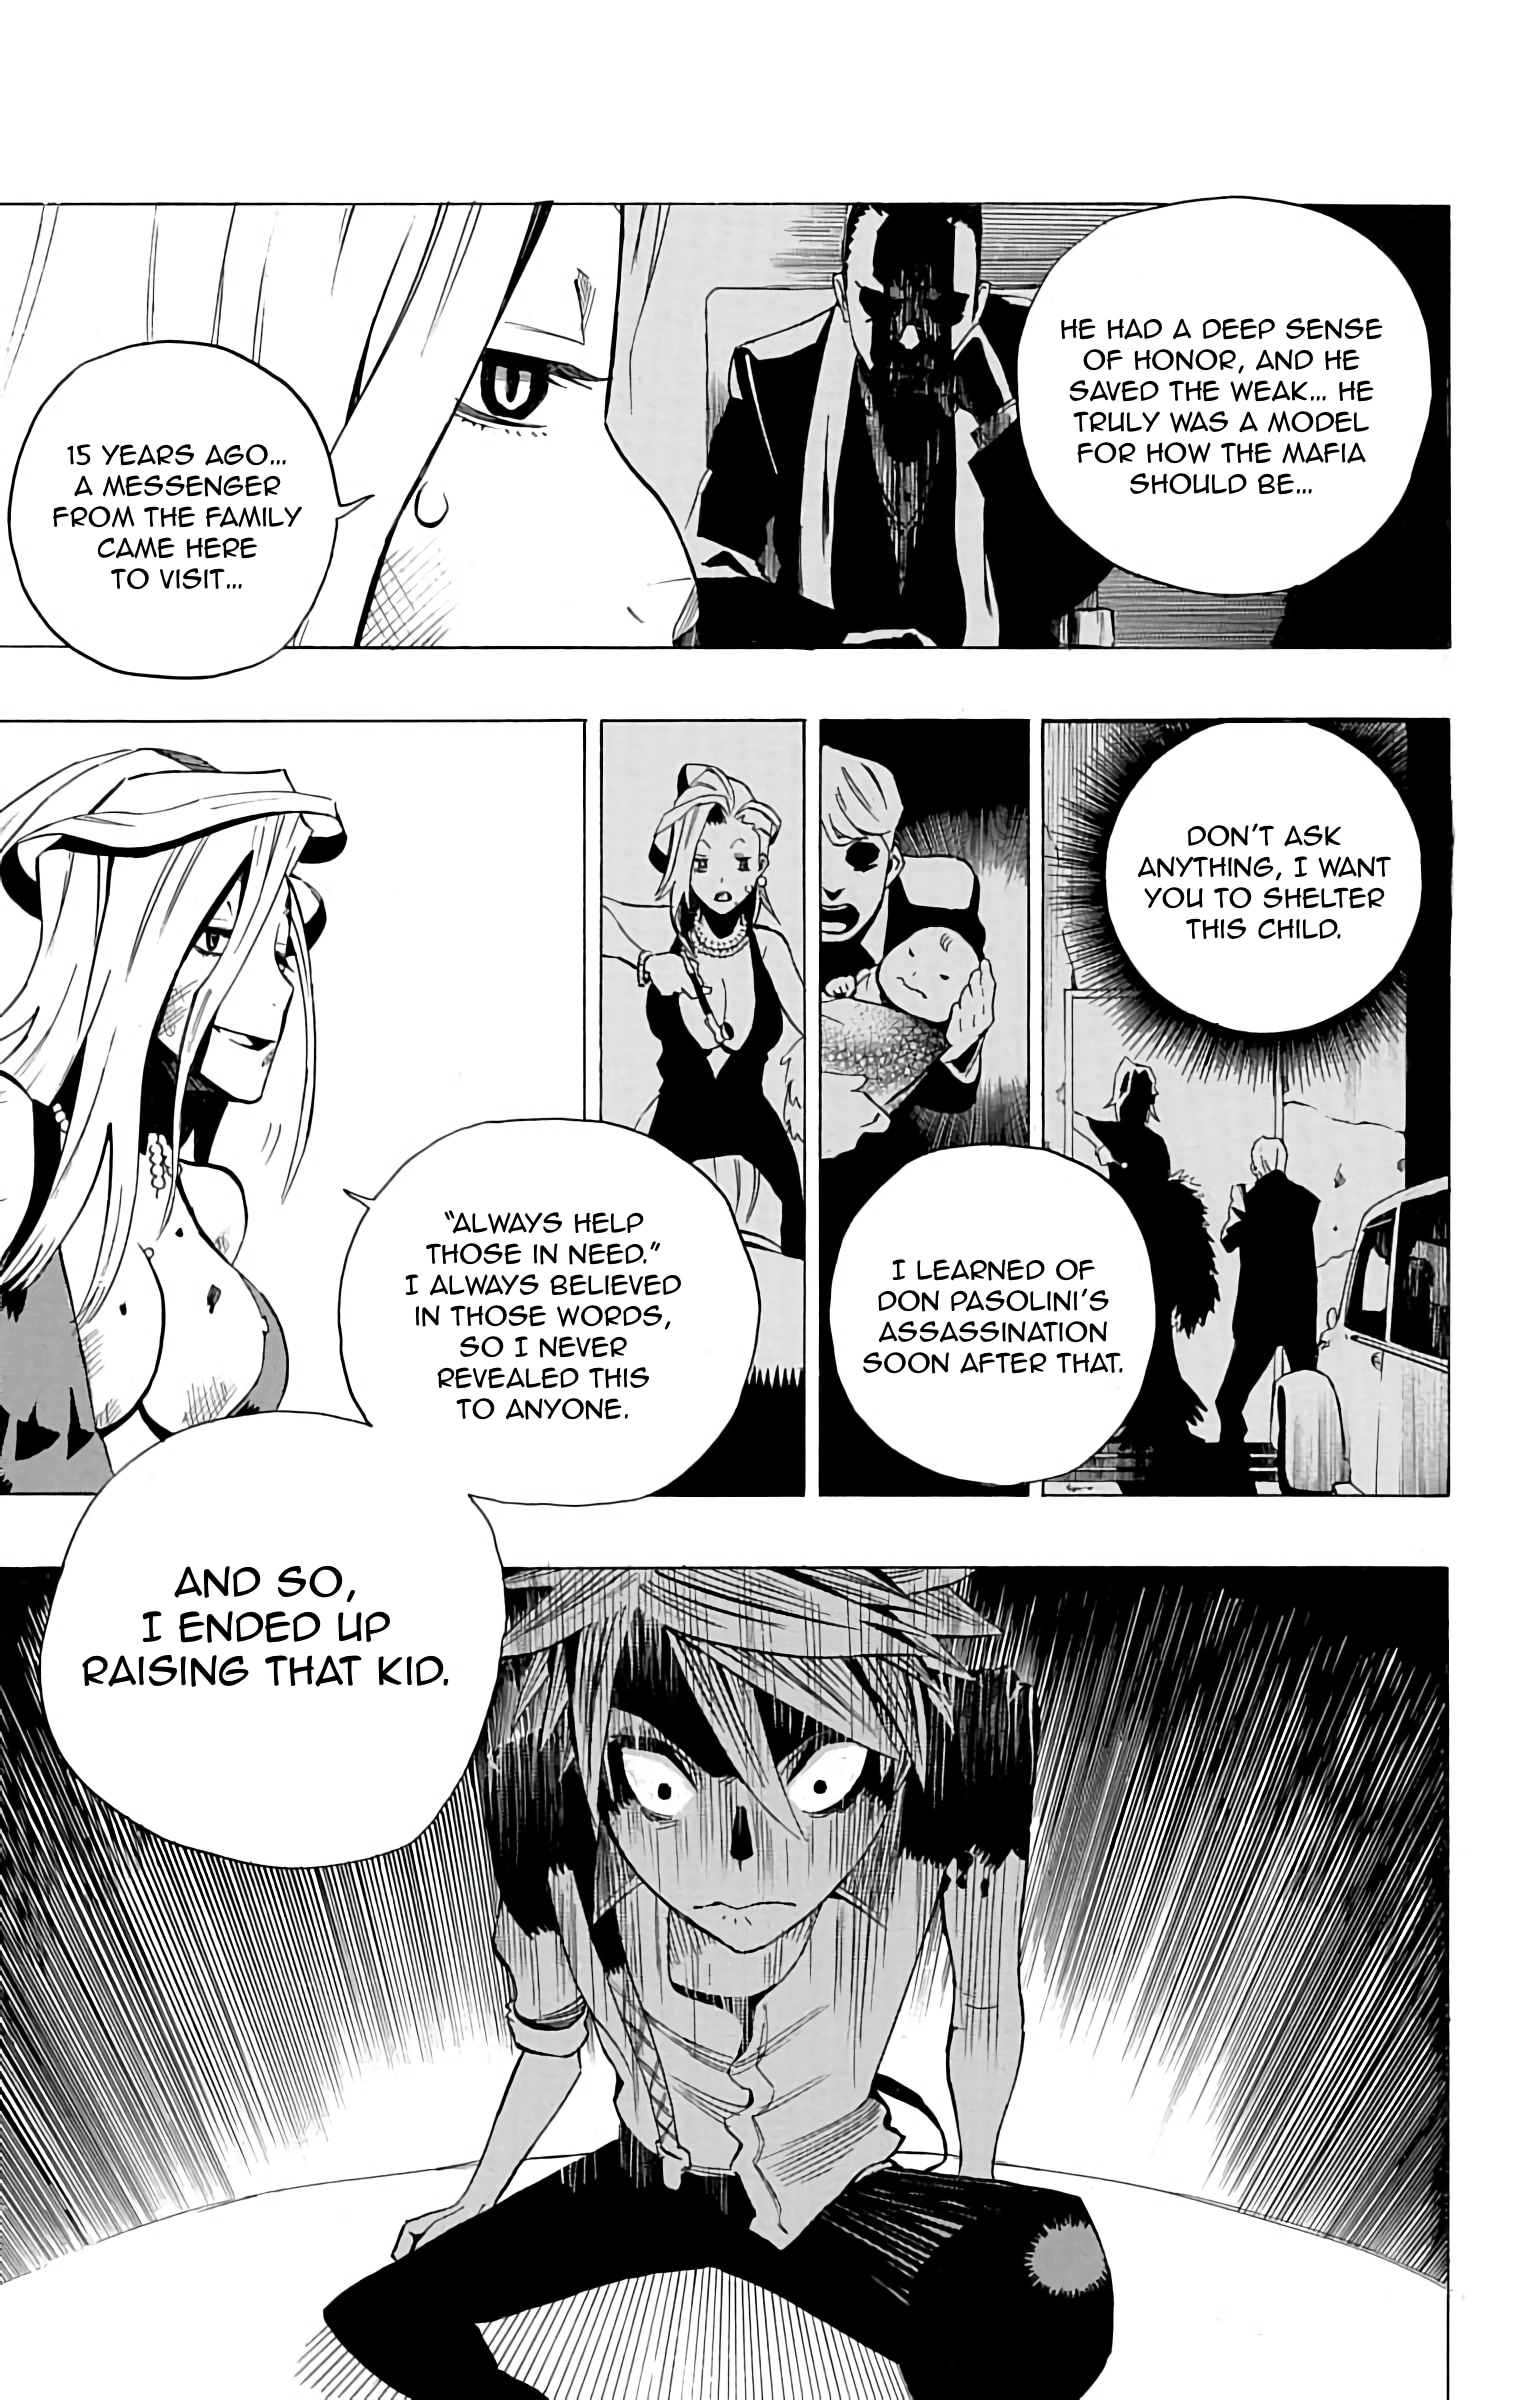 HE HAD A DEEP SENSE
OF HONOR, AND HE
SAVED THE WEAK... HE
TRULY WAS A MODEL
FOR HOW THE MAFIA
SHOULD BE...
15 YEARS AGO...
A MESSENGER
FROM THE FAMILY
CAME HERE
TO VISIT...
DON'T ASK
ANYTHING, I WANT
YOU TO SHELTER
THIS CHILD.
I LEARNED OF
DON PASOLINI'S
ASSASSINATION
SOON AFTER THAT.
"ALWAYS HELP
THOSE IN NEED."
I ALWAYS BELIEVED
IN THOSE WORDS,
SO I NEVER
REVEALED THIS
TO ANYONE.
AND SO,
I ENDED UP
RAISING THAT KID.